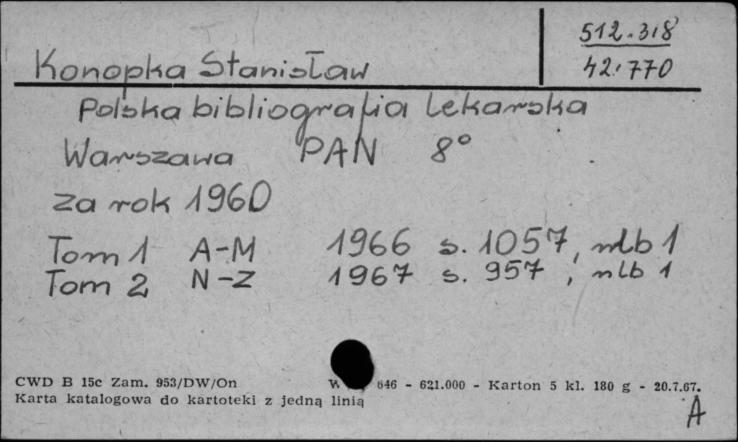 512.318
Konopka Stanisław
42.770
Polska bibliografia lekarska
Warszawa PAN 8°
za rok 1960
Tom 1 A-M 1966 s. 1057, nlb 1
Tom 2 N-Z 1967 s. 957, nlb 1
CWD B 15c Zam. 953/DW/On W 646 - 621.000 - Karton 5 kl. 180 g - 20.7.67.
Karta katalogowa do kartoteki z jedną linią
A